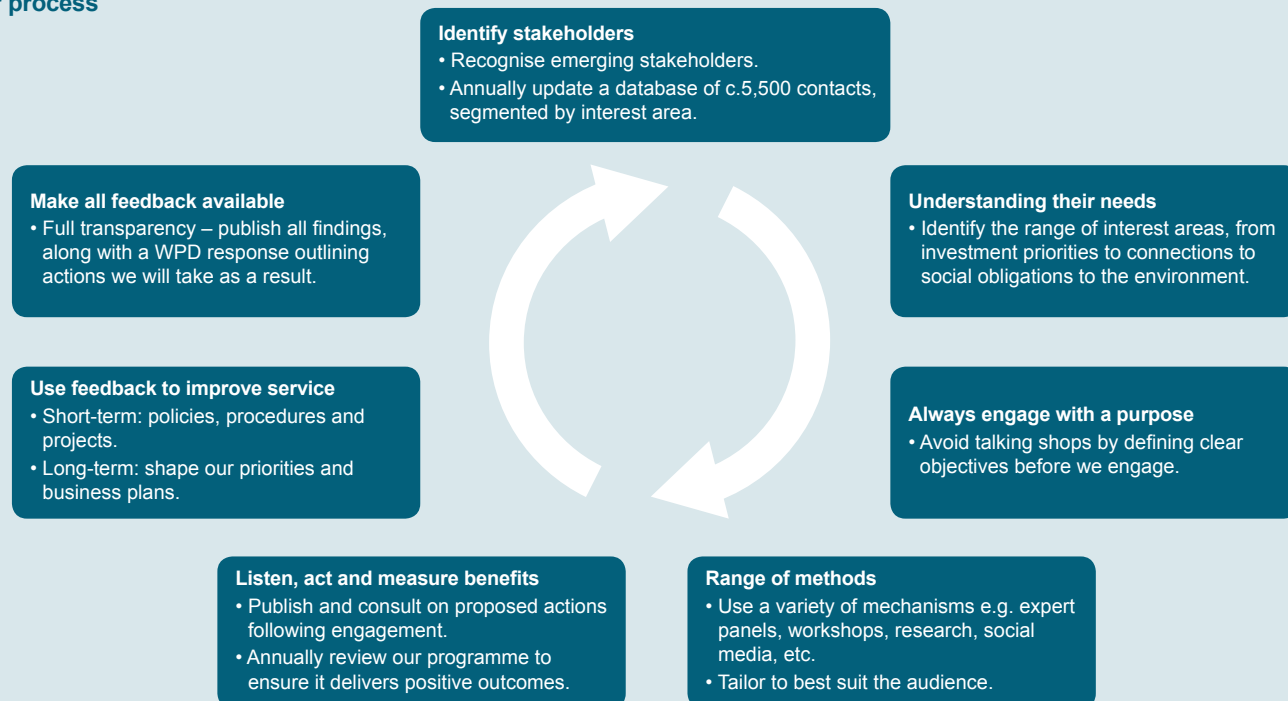 process
Identify stakeholders
• Recognise emerging stakeholders.
• Annually update a database of c.5,500 contacts,
segmented by interest area.
Understanding their needs
• Identify the range of interest areas, from
investment priorities to connections to
social obligations to the environment.
Always engage with a purpose
• Avoid talking shops by defining clear
objectives before we engage.
Range of methods
• Use a variety of mechanisms e.g. expert
panels, workshops, research, social
media, etc.
• Tailor to best suit the audience.
Listen, act and measure benefits
• Publish and consult on proposed actions
following engagement.
• Annually review our programme to
ensure it delivers positive outcomes.
Use feedback to improve service
• Short-term: policies, procedures and
projects.
• Long-term: shape our priorities and
business plans.
Make all feedback available
• Full transparency – publish all findings,
along with a WPD response outlining
actions we will take as a result.